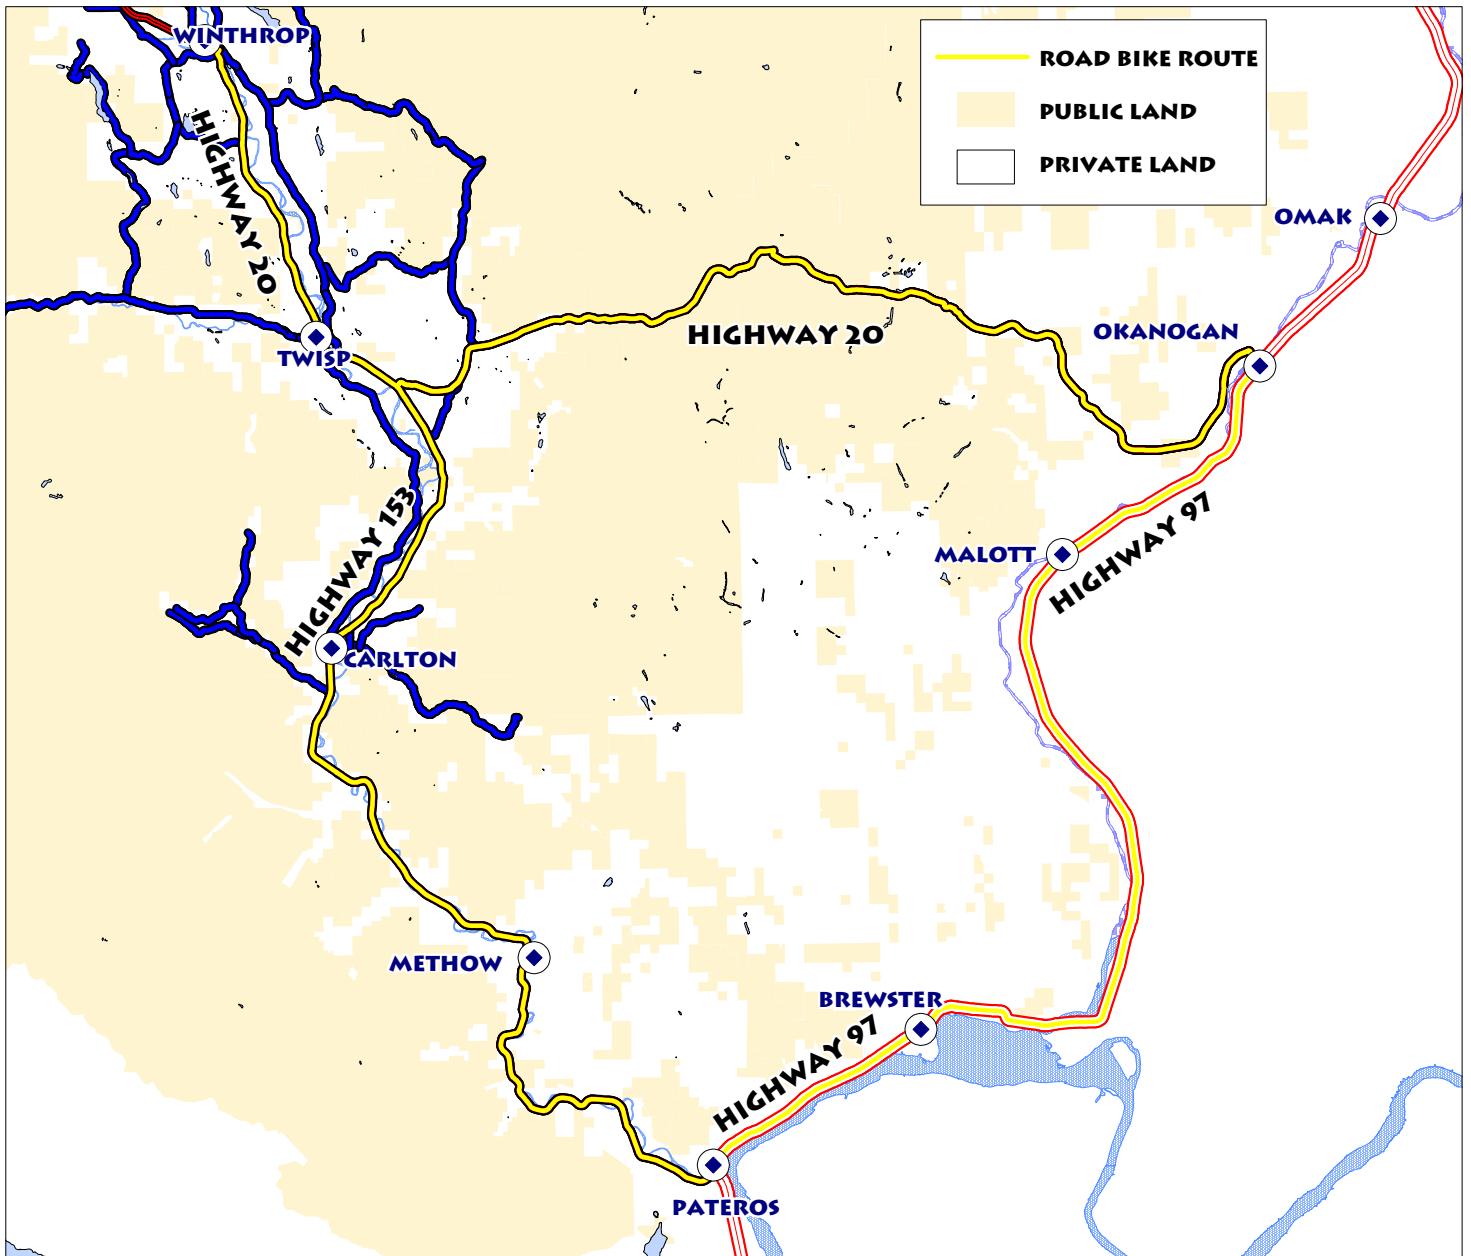 WINTHROP
ROAD BIKE ROUTE
PUBLIC LAND
PRIVATE LAND
HIGHWAY 20
OMAK
HIGHWAY 20
OKANOGAN
TWISP
HIGHWAY 153
MALOTT
HIGHWAY 97
CARLTON
METHOW
BREWSTER
HIGHWAY 97
PATEROS